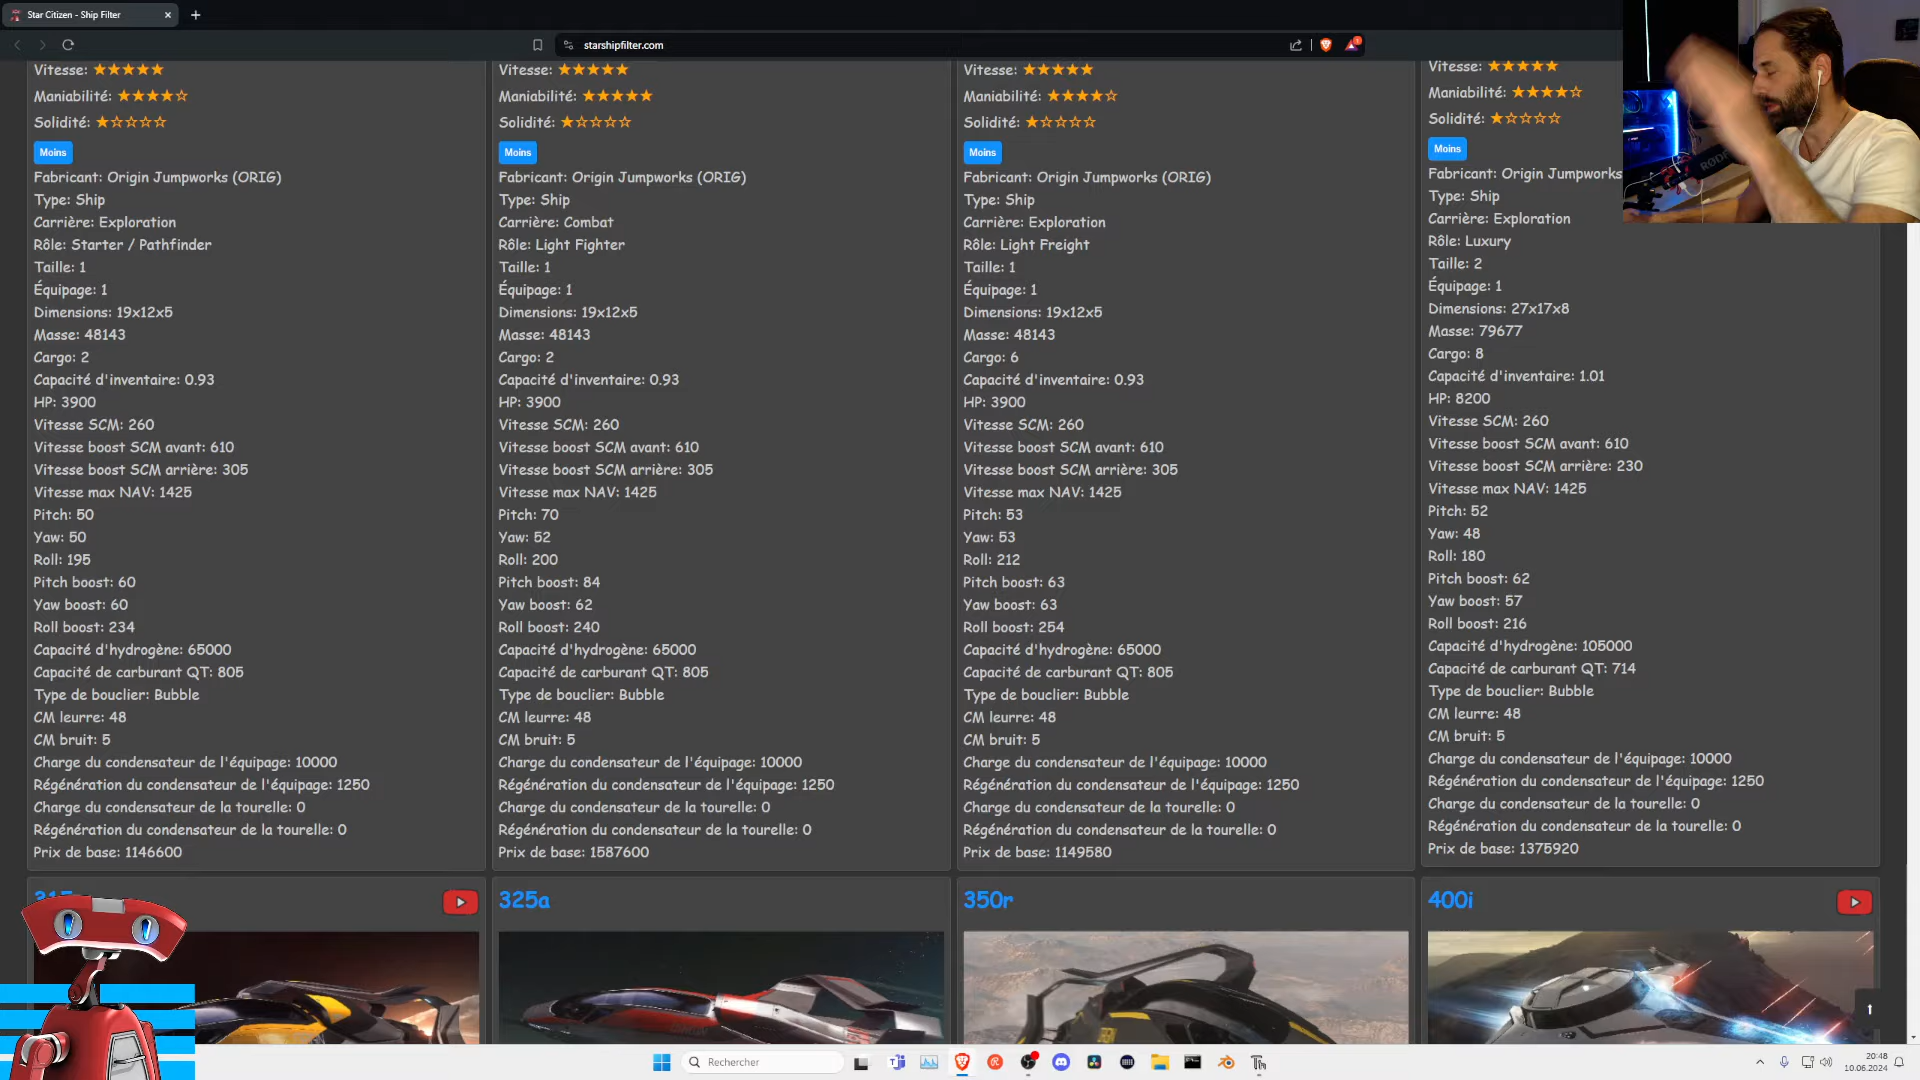 Star Citizen - Ship Filter
starshipfilter.com
Vitesse: ★★★★★
Maniabilité: ★★★★☆
Solidité: ★☆☆☆☆
Moins
Fabricant: Origin Jumpworks (ORIG)
Type: Ship
Carrière: Exploration
Rôle: Starter / Pathfinder
Taille: 1
Équipage: 1
Dimensions: 19x12x5
Masse: 48143
Cargo: 2
Capacité d'inventaire: 0.93
HP: 3900
Vitesse SCM: 260
Vitesse boost SCM avant: 610
Vitesse boost SCM arrière: 305
Vitesse max NAV: 1425
Pitch: 50
Yaw: 50
Roll: 195
Pitch boost: 60
Yaw boost: 60
Roll boost: 234
Capacité d'hydrogène: 65000
Capacité de carburant QT: 805
Type de bouclier: Bubble
CM leurre: 48
CM bruit: 5
Charge du condensateur de l'équipage: 10000
Régénération du condensateur de l'équipage: 1250
Charge du condensateur de la tourelle: 0
Régénération du condensateur de la tourelle: 0
Prix de base: 1146600
Vitesse: ★★★★★
Maniabilité: ★★★★★
Solidité: ★☆☆☆☆
Moins
Fabricant: Origin Jumpworks (ORIG)
Type: Ship
Carrière: Combat
Rôle: Light Fighter
Taille: 1
Équipage: 1
Dimensions: 19x12x5
Masse: 48143
Cargo: 2
Capacité d'inventaire: 0.93
HP: 3900
Vitesse SCM: 260
Vitesse boost SCM avant: 610
Vitesse boost SCM arrière: 305
Vitesse max NAV: 1425
Pitch: 70
Yaw: 52
Roll: 200
Pitch boost: 84
Yaw boost: 62
Roll boost: 240
Capacité d'hydrogène: 65000
Capacité de carburant QT: 805
Type de bouclier: Bubble
CM leurre: 48
CM bruit: 5
Charge du condensateur de l'équipage: 10000
Régénération du condensateur de l'équipage: 1250
Charge du condensateur de la tourelle: 0
Régénération du condensateur de la tourelle: 0
Prix de base: 1587600
Vitesse: ★★★★★
Maniabilité: ★★★★☆
Solidité: ★☆☆☆☆
Moins
Fabricant: Origin Jumpworks (ORIG)
Type: Ship
Carrière: Exploration
Rôle: Light Freight
Taille: 1
Équipage: 1
Dimensions: 19x12x5
Masse: 48143
Cargo: 6
Capacité d'inventaire: 0.93
HP: 3900
Vitesse SCM: 260
Vitesse boost SCM avant: 610
Vitesse boost SCM arrière: 305
Vitesse max NAV: 1425
Pitch: 53
Yaw: 53
Roll: 212
Pitch boost: 63
Yaw boost: 63
Roll boost: 254
Capacité d'hydrogène: 65000
Capacité de carburant QT: 805
Type de bouclier: Bubble
CM leurre: 48
CM bruit: 5
Charge du condensateur de l'équipage: 10000
Régénération du condensateur de l'équipage: 1250
Charge du condensateur de la tourelle: 0
Régénération du condensateur de la tourelle: 0
Prix de base: 1149580
Vitesse: ★★★★★
Maniabilité: ★★★★☆
Solidité: ★☆☆☆☆
Moins
Fabricant: Origin Jumpworks
Type: Ship
Carrière: Exploration
Rôle: Luxury
Taille: 2
Équipage: 1
Dimensions: 27x17x8
Masse: 79677
Cargo: 8
Capacité d'inventaire: 1.01
HP: 8200
Vitesse SCM: 260
Vitesse boost SCM avant: 610
Vitesse boost SCM arrière: 230
Vitesse max NAV: 1425
Pitch: 52
Yaw: 48
Roll: 180
Pitch boost: 62
Yaw boost: 57
Roll boost: 216
Capacité d'hydrogène: 105000
Capacité de carburant QT: 714
Type de bouclier: Bubble
CM leurre: 48
CM bruit: 5
Charge du condensateur de l'équipage: 10000
Régénération du condensateur de l'équipage: 1250
Charge du condensateur de la tourelle: 0
Régénération du condensateur de la tourelle: 0
Prix de base: 1375920
325a
350r
400i
RØDE
Rechercher
20:48
10.06.2024